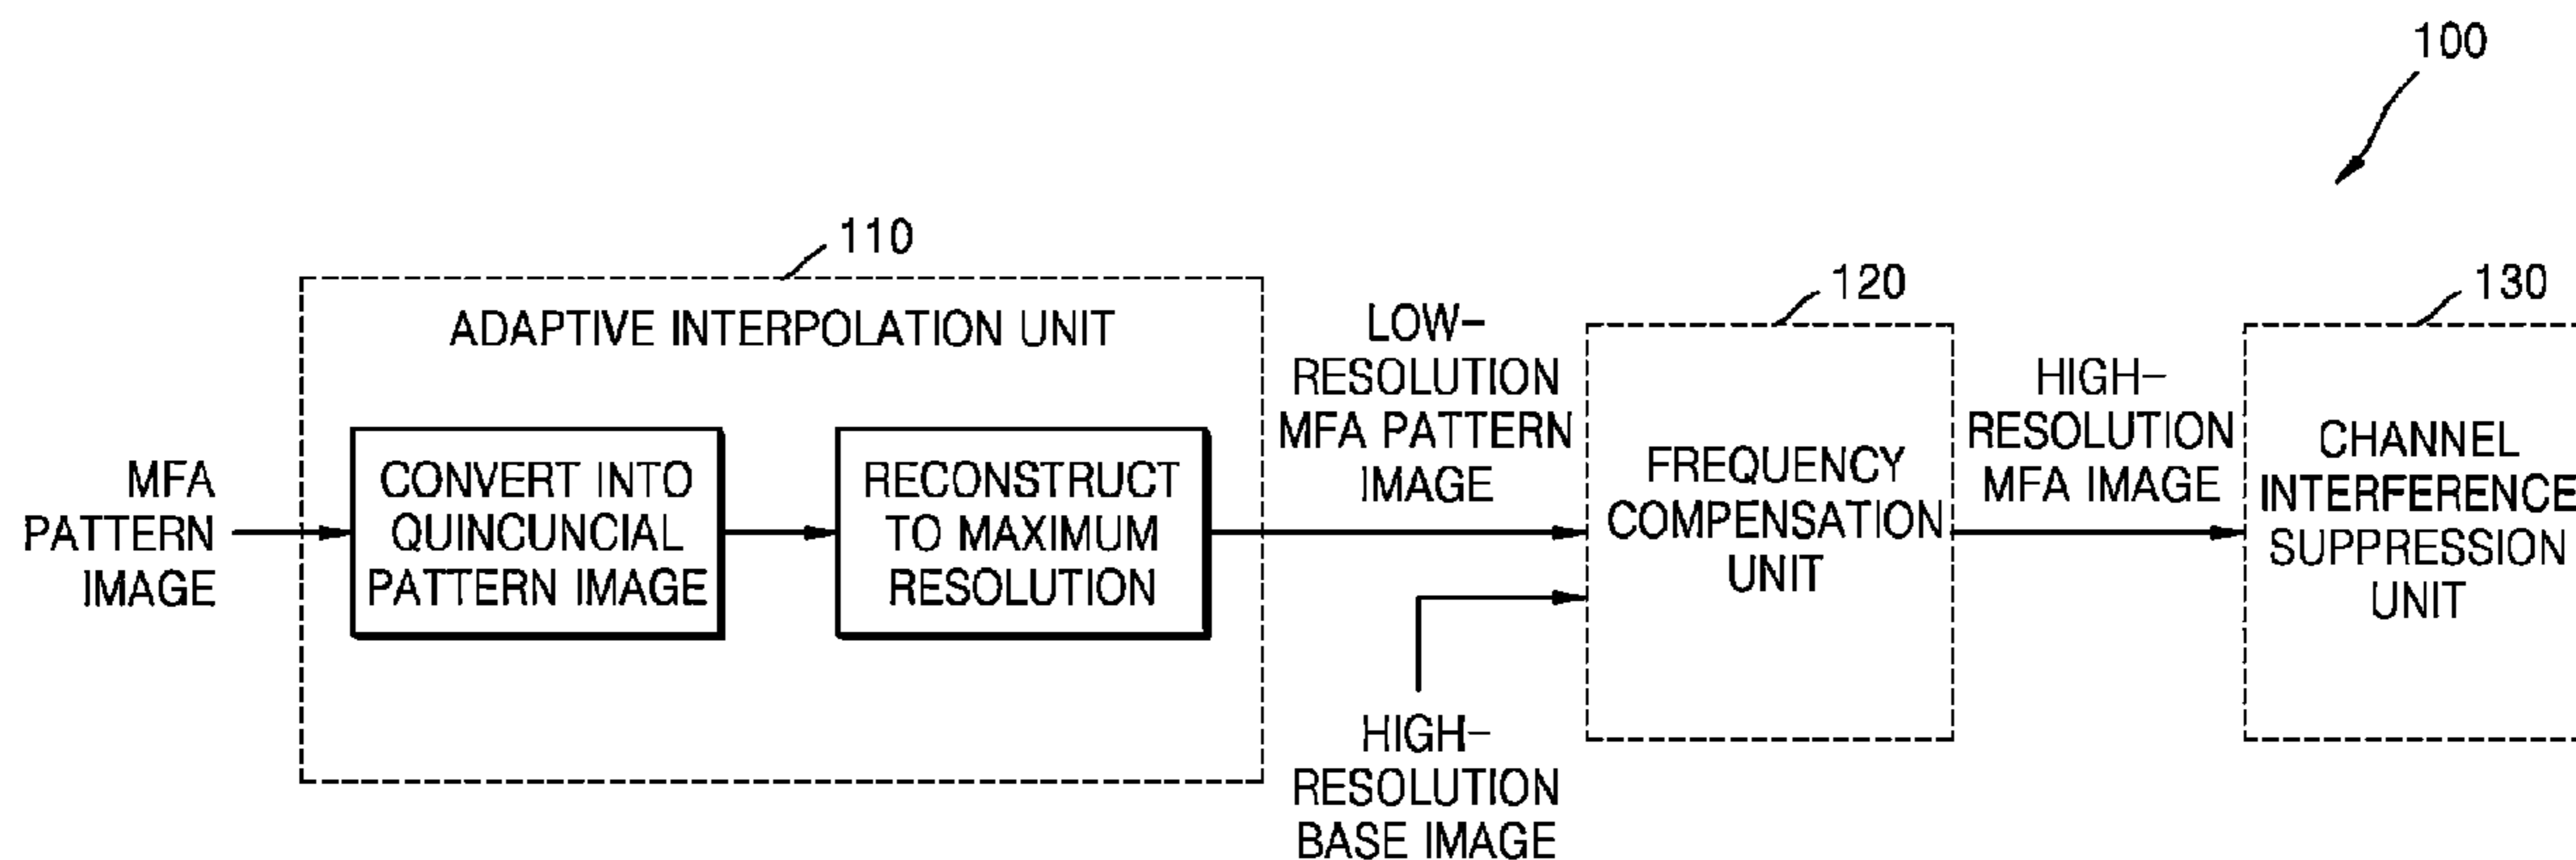 100
110
ADAPTIVE INTERPOLATION UNIT
MFA
PATTERN
IMAGE
CONVERT INTO
QUINCUNCIAL
PATTERN IMAGE
RECONSTRUCT
TO MAXIMUM
RESOLUTION
LOW-
RESOLUTION
MFA PATTERN
IMAGE
HIGH-
RESOLUTION
BASE IMAGE
120
FREQUENCY
COMPENSATION
UNIT
HIGH-
RESOLUTION
MFA IMAGE
130
CHANNEL
INTERFERENCE
SUPPRESSION
UNIT